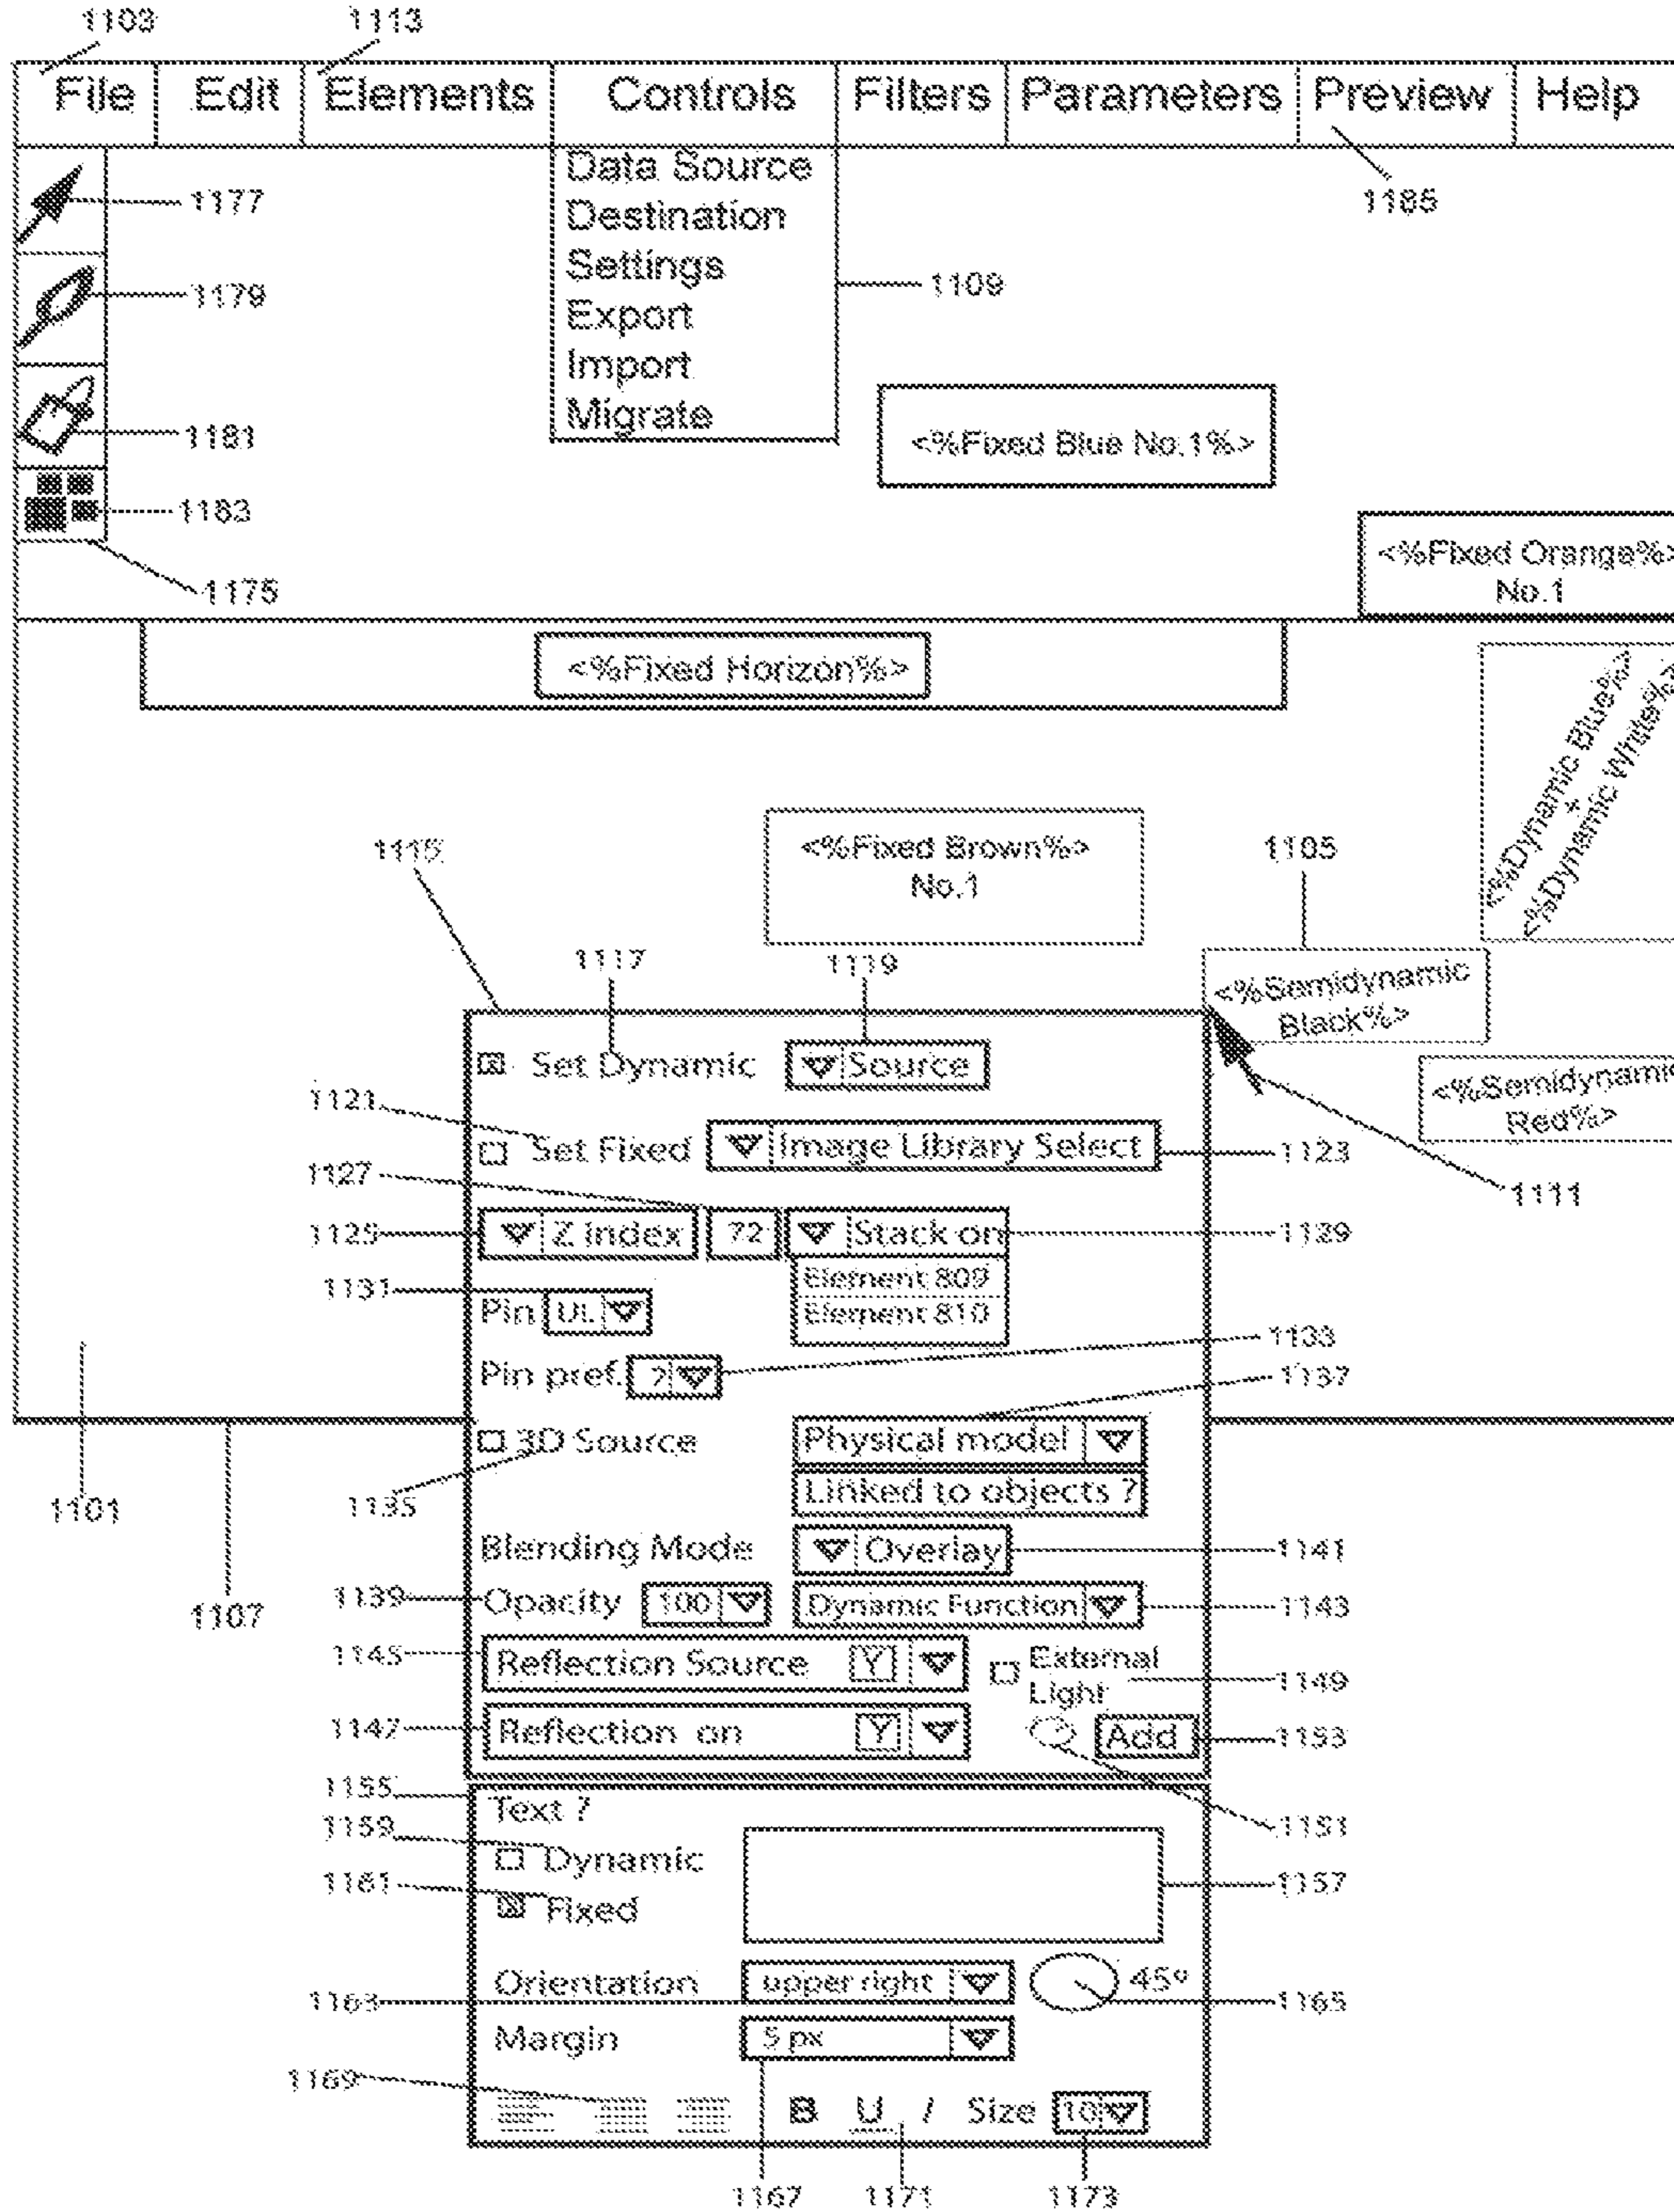 1103 1113
File Edit Elements Controls Filters Parameters Preview Help
Data Source
1177
1185
Destination
Settings
1179
1109
Export
Import
Migrate
1181
<%Fixed Blue No.1%>
1183
<%Fixed Orange%>
No.1
1175
<%Fixed Horizon%>
<%Dynamic Blue%>
+
<%Dynamic White%>
1115
<%Fixed Brown%>
No.1
1105
1117 1119
<%Semidynamic
Black%>
Set Dynamic Source
<%Semidynamic
Red%>
1121
Set Fixed Image Library Select 1123
1127
1111
1125 Z index 72 Stack on 1129
Element 809
1131 Pin UL Element 810
1133
Pin pref. ?
1137
3D Source Physical model
Linked to objects ?
1101 1135
Blending Mode Overlay 1141
1107
1139 Opacity 100 Dynamic Function 1143
1145 Reflection Source Y External
Light 1149
1147 Reflection on Y Add 1153
1155
Text ?
1159 1151
Dynamic
1161 1157
Fixed
Orientation upper right 45º
1163 1165
Margin 5 px
1169
B U I Size 10
1167 1171 1173